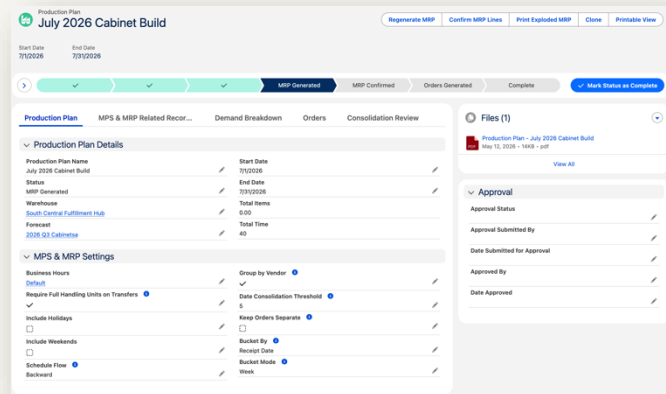 Production Plan
July 2026 Cabinet Build
Regenerate MRP
Confirm MRP Lines
Print Exploded MRP
Clone
Printable View
Start Date
End Date
7/1/2026
7/31/2026
MRP Generated
MRP Confirmed
Orders Generated
Complete
Mark Status as Complete
Production Plan
MPS & MRP Related Recor...
Demand Breakdown
Orders
Consolidation Review
Production Plan Details
Production Plan Name
July 2026 Cabinet Build
Start Date
7/1/2026
Status
MRP Generated
End Date
7/31/2026
Warehouse
South Central Fulfillment Hub
Total Items
0.00
Forecast
2026 Q3 Cabinetsa
Total Time
40
MPS & MRP Settings
Business Hours
Default
Group by Vendor
Require Full Handling Units on Transfers
Date Consolidation Threshold
5
Include Holidays
Keep Orders Separate
Include Weekends
Bucket By
Receipt Date
Schedule Flow
Backward
Bucket Mode
Week
Files (1)
PDF
Production Plan - July 2026 Cabinet Build
May 12, 2026 • 14KB • pdf
View All
Approval
Approval Status
Approval Submitted By
Date Submitted for Approval
Approved By
Date Approved